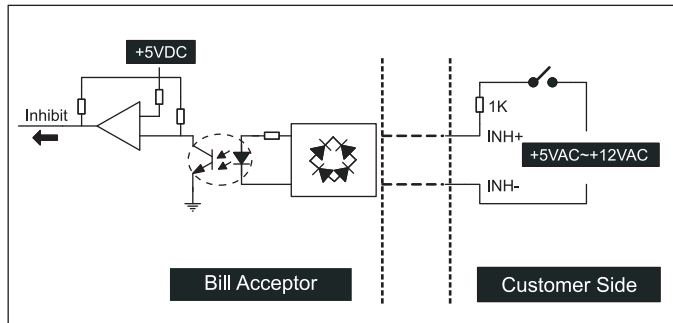 +5VDC
Inhibit
1K
INH+
+5VAC~+12VAC
INH-
Bill Acceptor
Customer Side